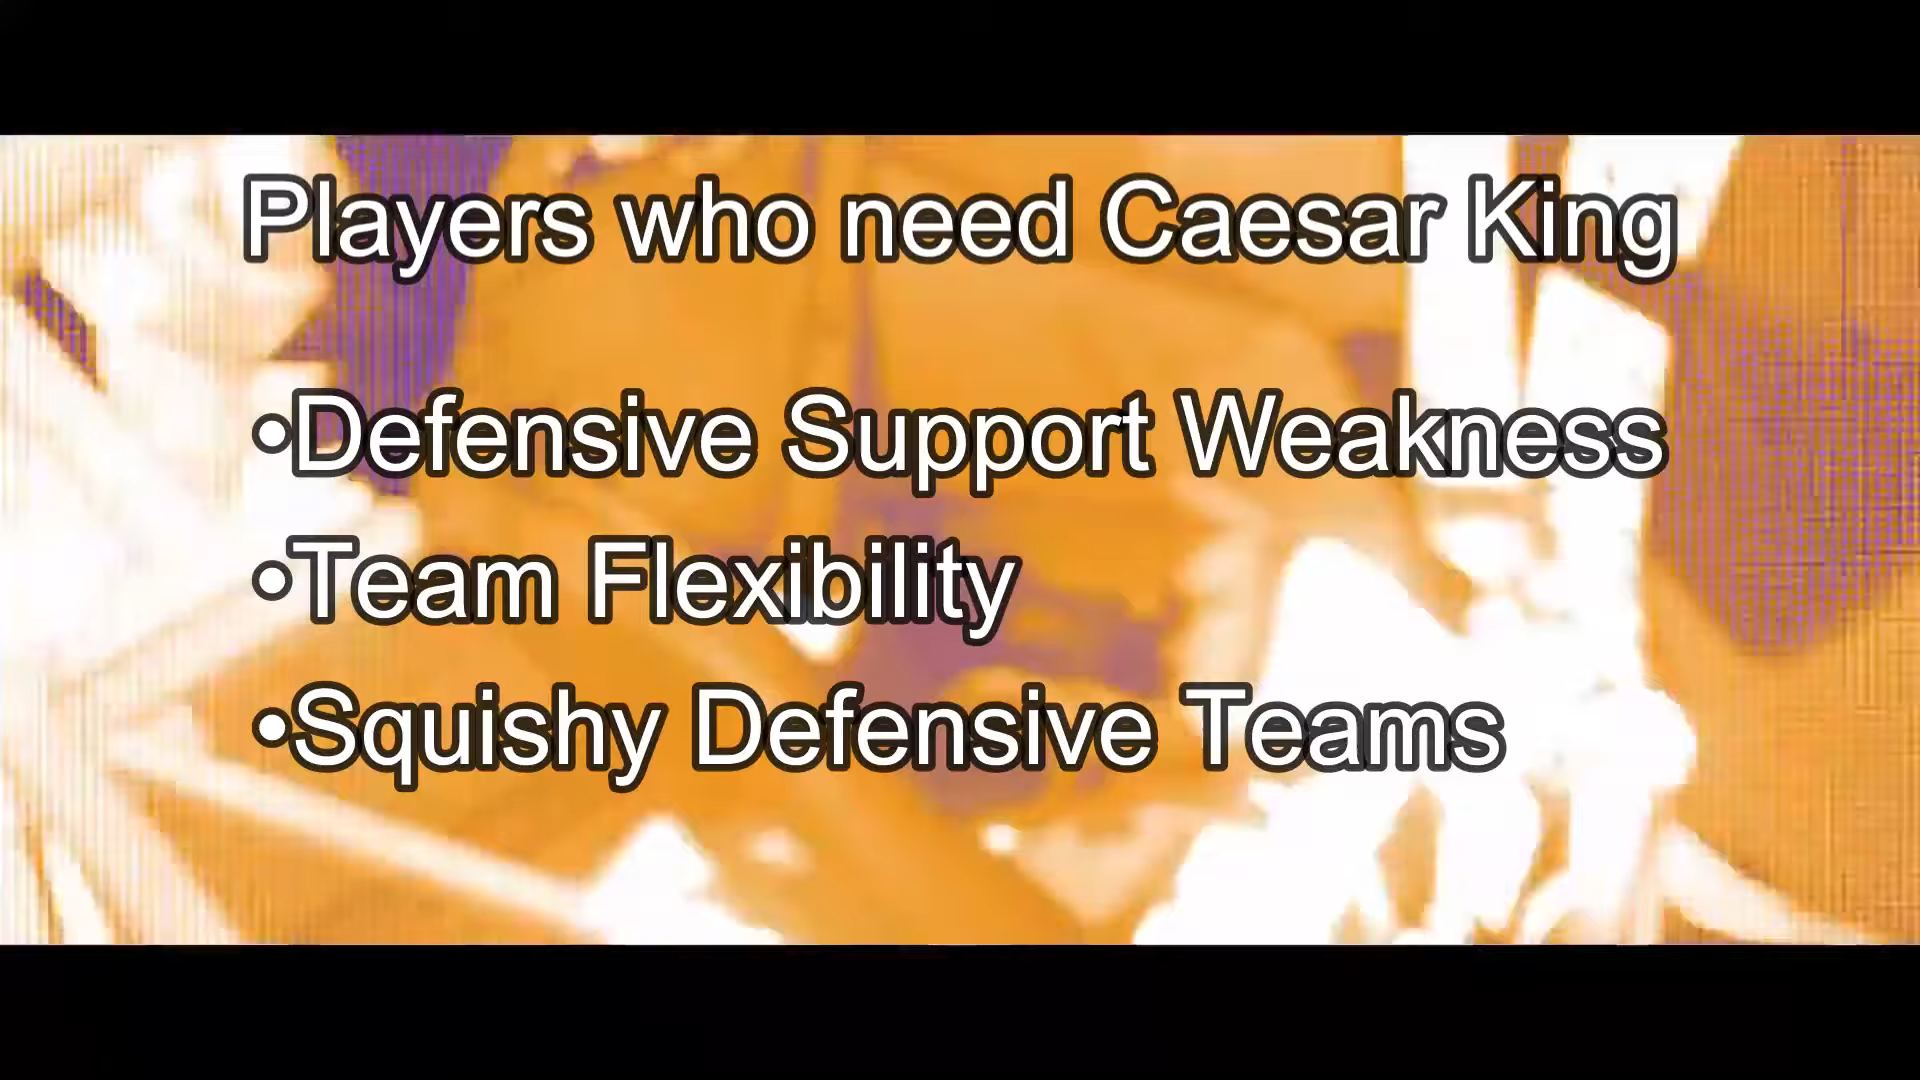 Players who need Caesar King
•Defensive Support Weakness
•Team Flexibility
•Squishy Defensive Teams